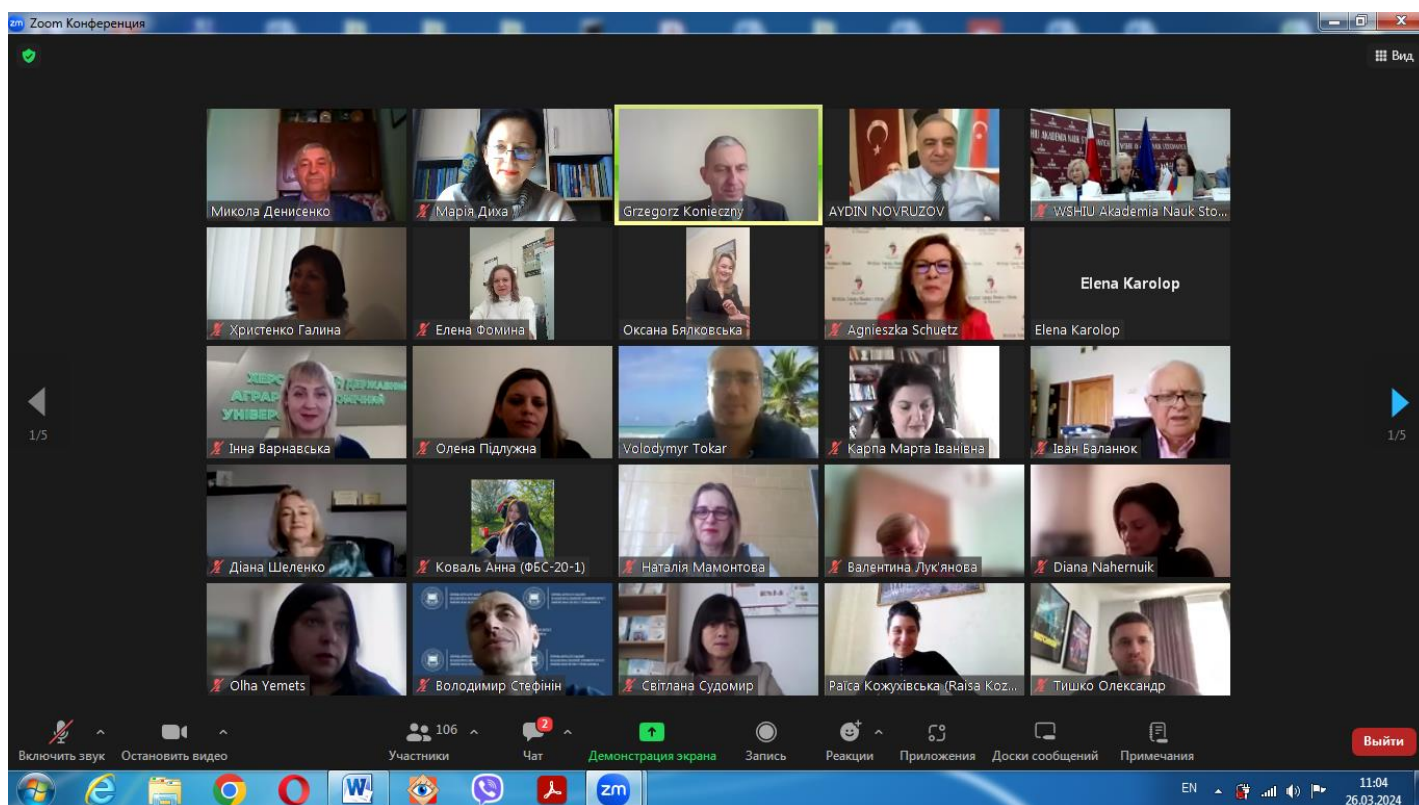 zm Zoom Конференция
Вид
Микола Денисенко
Марія Диха
Grzegorz Konieczny
AYDIN NOVRUZOV
WSHIU Akademia Nauk Sto...
Христенко Галина
Елена Фомина
Оксана Бялковська
Agnieszka Schuetz
Elena Karolop
Elena Karolop
Інна Варнавська
Олена Підлужна
Volodymyr Tokar
Карпа Марта Іванівна
Іван Баланюк
1/5
1/5
Діана Шеленко
Коваль Анна (ФБС-20-1)
Наталія Мамонтова
Валентина Лук'янова
Diana Nahernuik
Olha Yemets
Володимир Стефінін
Світлана Судомир
Раїса Кожухівська (Raisa Koz...
Тишко Олександр
106
2
Включить звук
Остановить видео
Участники
Чат
Демонстрация экрана
Запись
Реакции
Приложения
Доски сообщений
Примечания
Выйти
W
zm
EN
11:04
26.03.2024